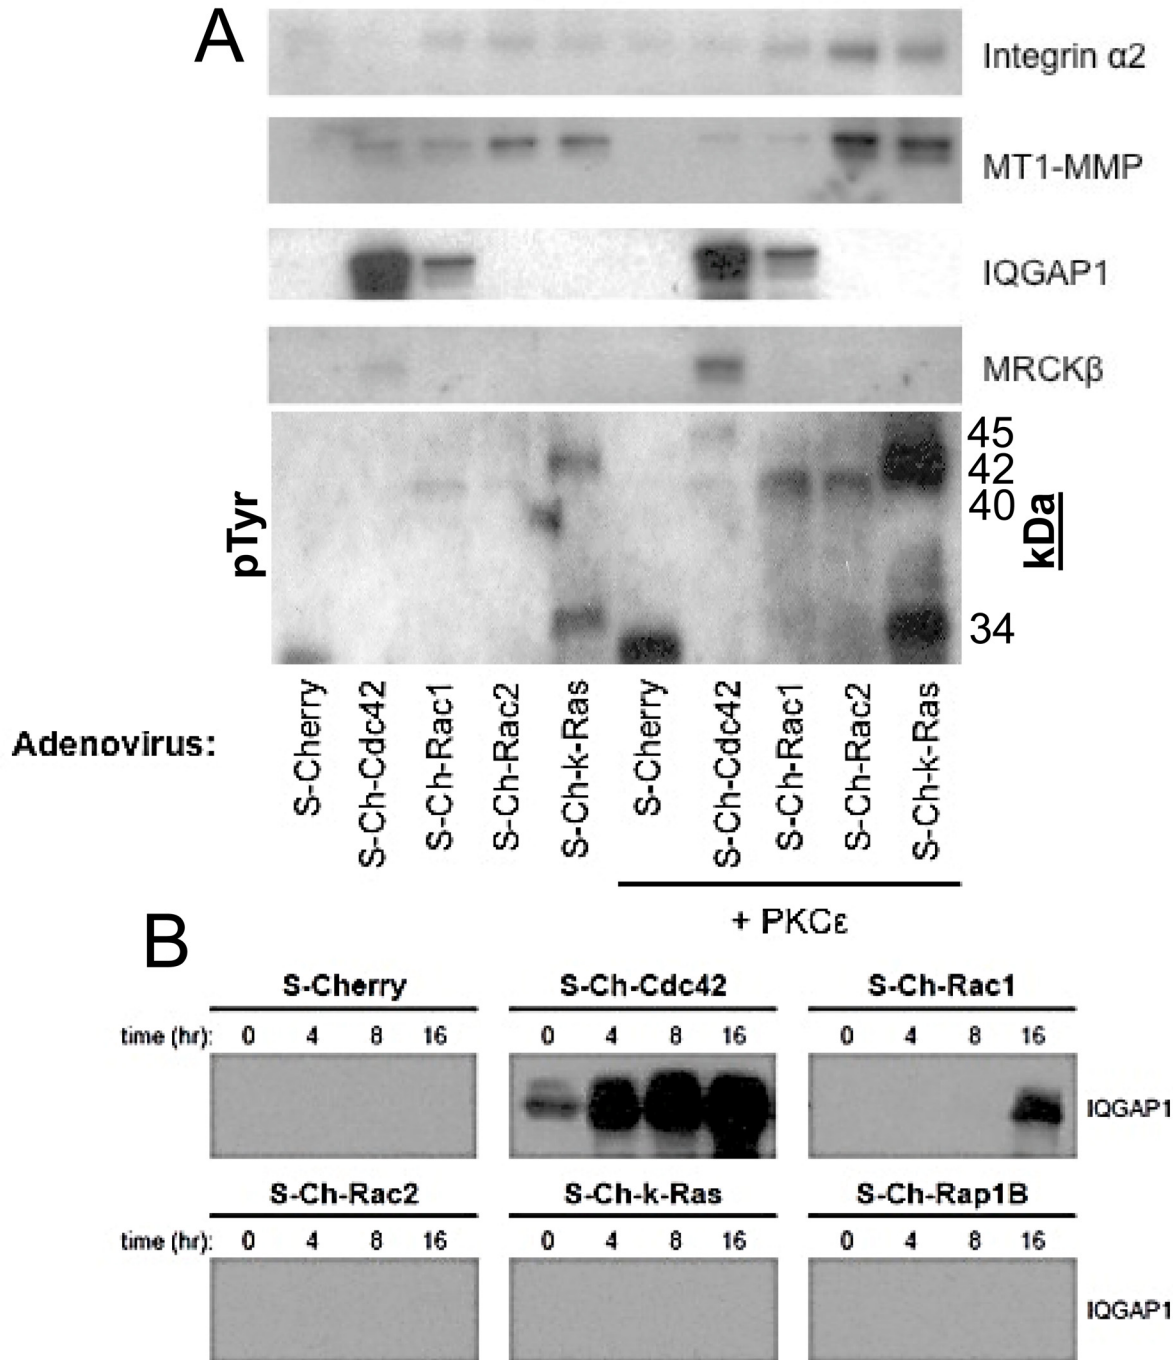 A
Integrin α2
MT1-MMP
IQGAP1
MRCKβ
pTyr
45
42
40
34
kDa
Adenovirus:
S-Cherry
S-Ch-Cdc42
S-Ch-Rac1
S-Ch-Rac2
S-Ch-k-Ras
S-Cherry
S-Ch-Cdc42
S-Ch-Rac1
S-Ch-Rac2
S-Ch-k-Ras
+ PKCε
B
S-Cherry S-Ch-Cdc42 S-Ch-Rac1
time (hr): 0 4 8 16 0 4 8 16 0 4 8 16
IQGAP1
S-Ch-Rac2 S-Ch-k-Ras S-Ch-Rap1B
time (hr): 0 4 8 16 0 4 8 16 0 4 8 16
IQGAP1